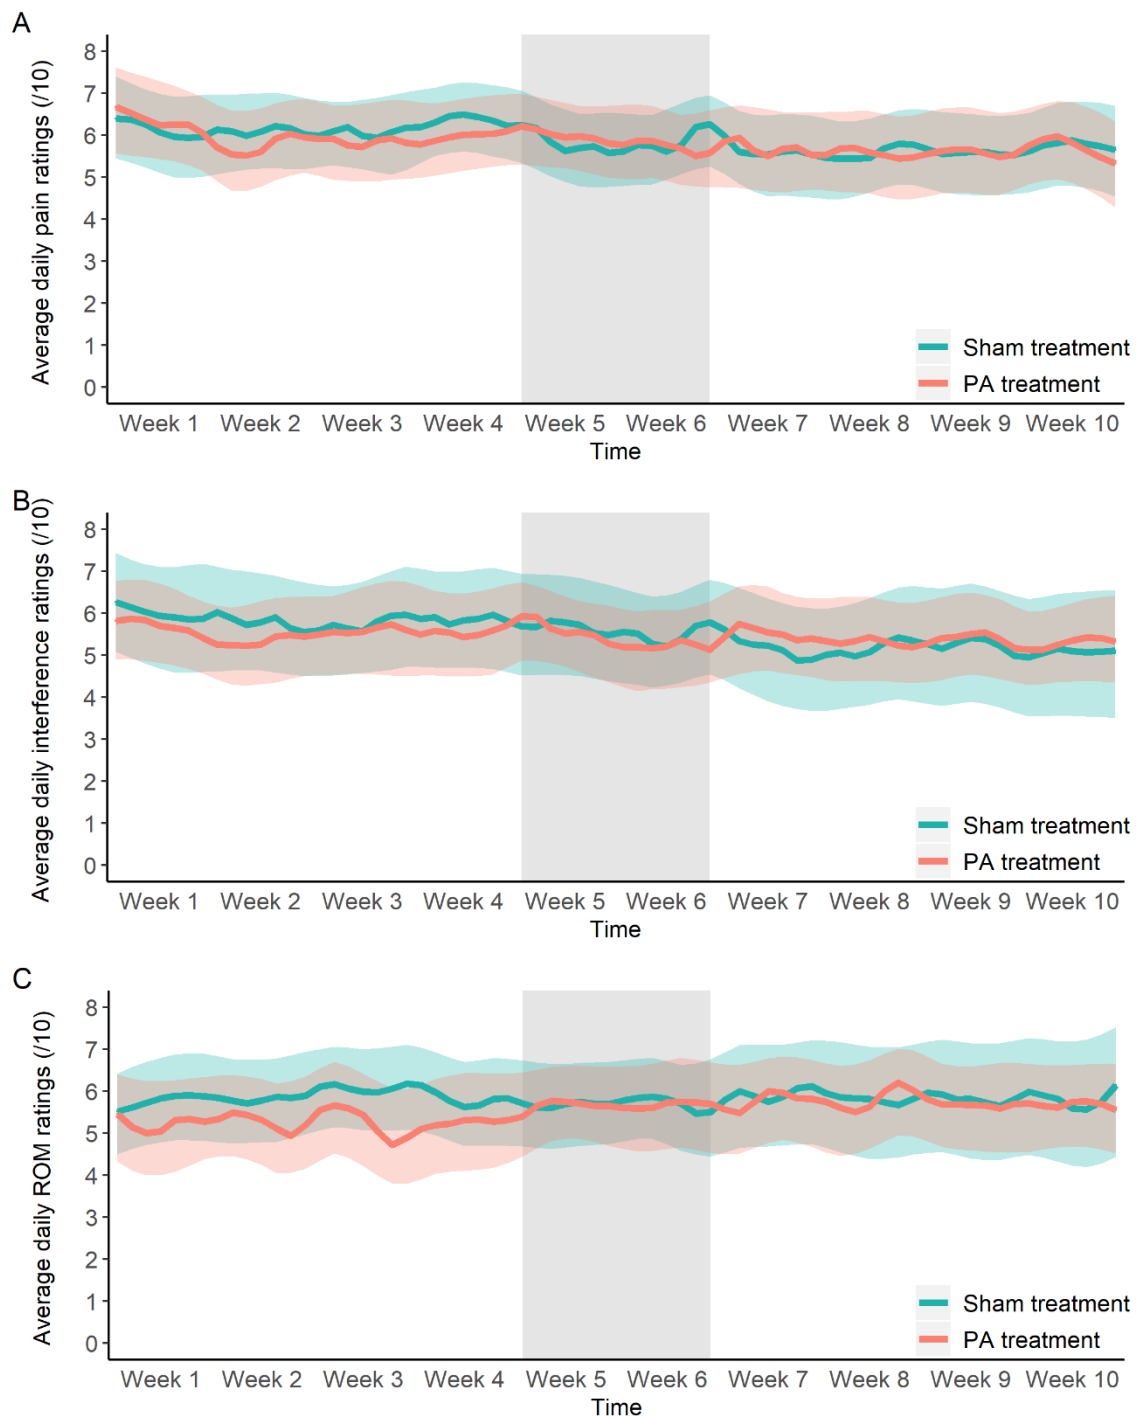 A
Average daily pain ratings (/10)
8
7
6
5
4
3
2
1
0
Sham treatment
PA treatment
Week 1 Week 2 Week 3 Week 4 Week 5 Week 6 Week 7 Week 8 Week 9 Week 10
Time
B
Average daily interference ratings (/10)
8
7
6
5
4
3
2
1
0
Sham treatment
PA treatment
Week 1 Week 2 Week 3 Week 4 Week 5 Week 6 Week 7 Week 8 Week 9 Week 10
Time
C
Average daily ROM ratings (/10)
8
7
6
5
4
3
2
1
0
Sham treatment
PA treatment
Week 1 Week 2 Week 3 Week 4 Week 5 Week 6 Week 7 Week 8 Week 9 Week 10
Time